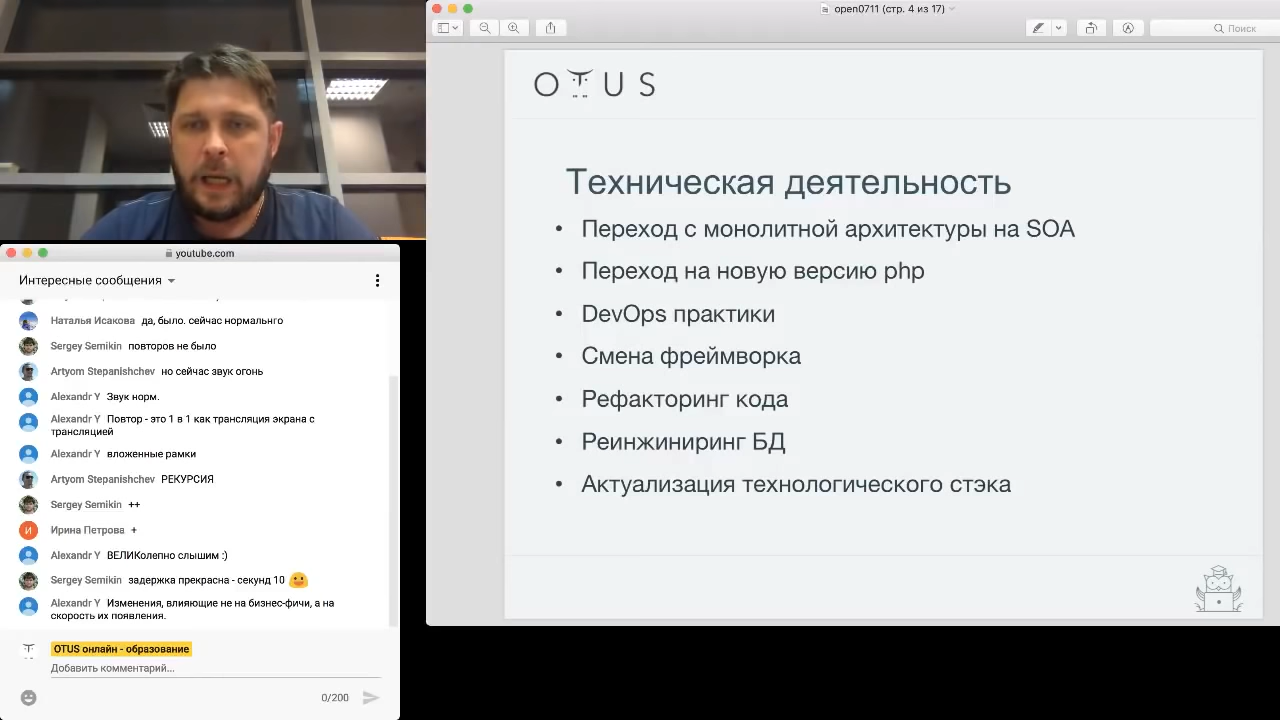 open0711 (стр. 4 из 17)
Поиск
OTUS
Техническая деятельность
• Переход с монолитной архитектуры на SOA
• Переход на новую версию php
• DevOps практики
• Смена фреймворка
• Рефакторинг кода
• Реинжиниринг БД
• Актуализация технологического стэка
youtube.com
Интересные сообщения
Наталья Исакова да, было. сейчас нормальнго
Sergey Semikin повторов не было
Artyom Stepanishchev но сейчас звук огонь
Alexandr Y Звук норм.
Alexandr Y Повтор - это 1 в 1 как трансляция экрана с
трансляцией
Alexandr Y вложенные рамки
Artyom Stepanishchev РЕКУРСИЯ
Sergey Semikin ++
И
Ирина Петрова +
Alexandr Y ВЕЛИКолепно слышим :)
Sergey Semikin задержка прекрасна - секунд 10
Alexandr Y Изменения, влияющие не на бизнес-фичи, а на
скорость их появления.
OTUS онлайн - образование
Добавить комментарий...
0/200